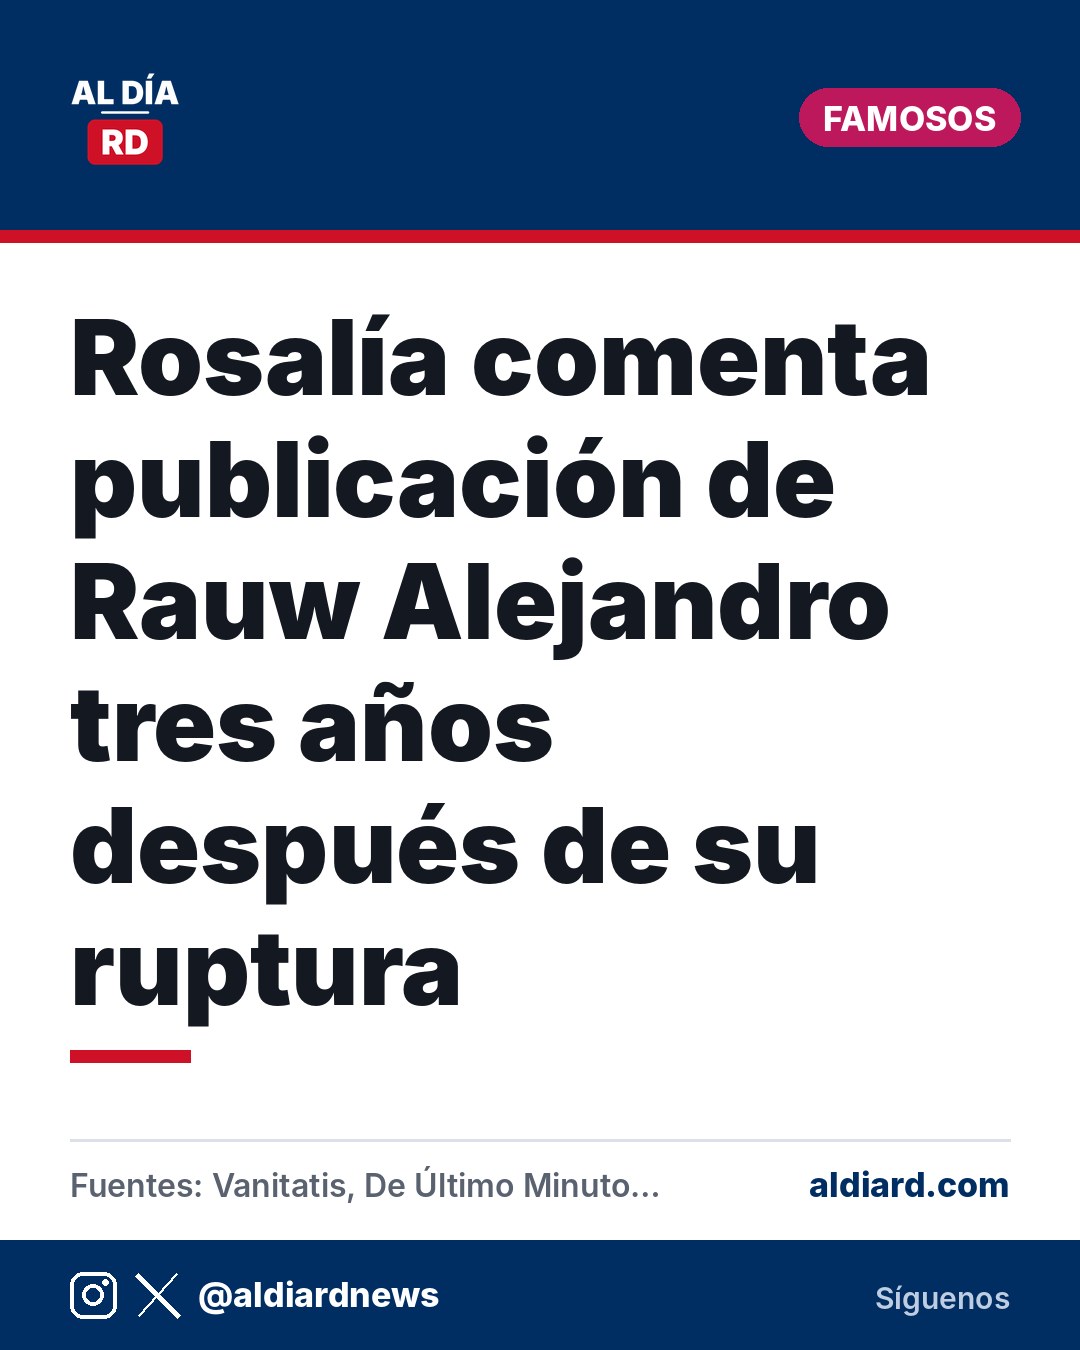 AL DÍA
RD
FAMOSOS
Rosalía comenta
publicación de
Rauw Alejandro
tres años
después de su
ruptura
Fuentes: Vanitatis, De Último Minuto...
aldiard.com
@aldiardnews
Síguenos